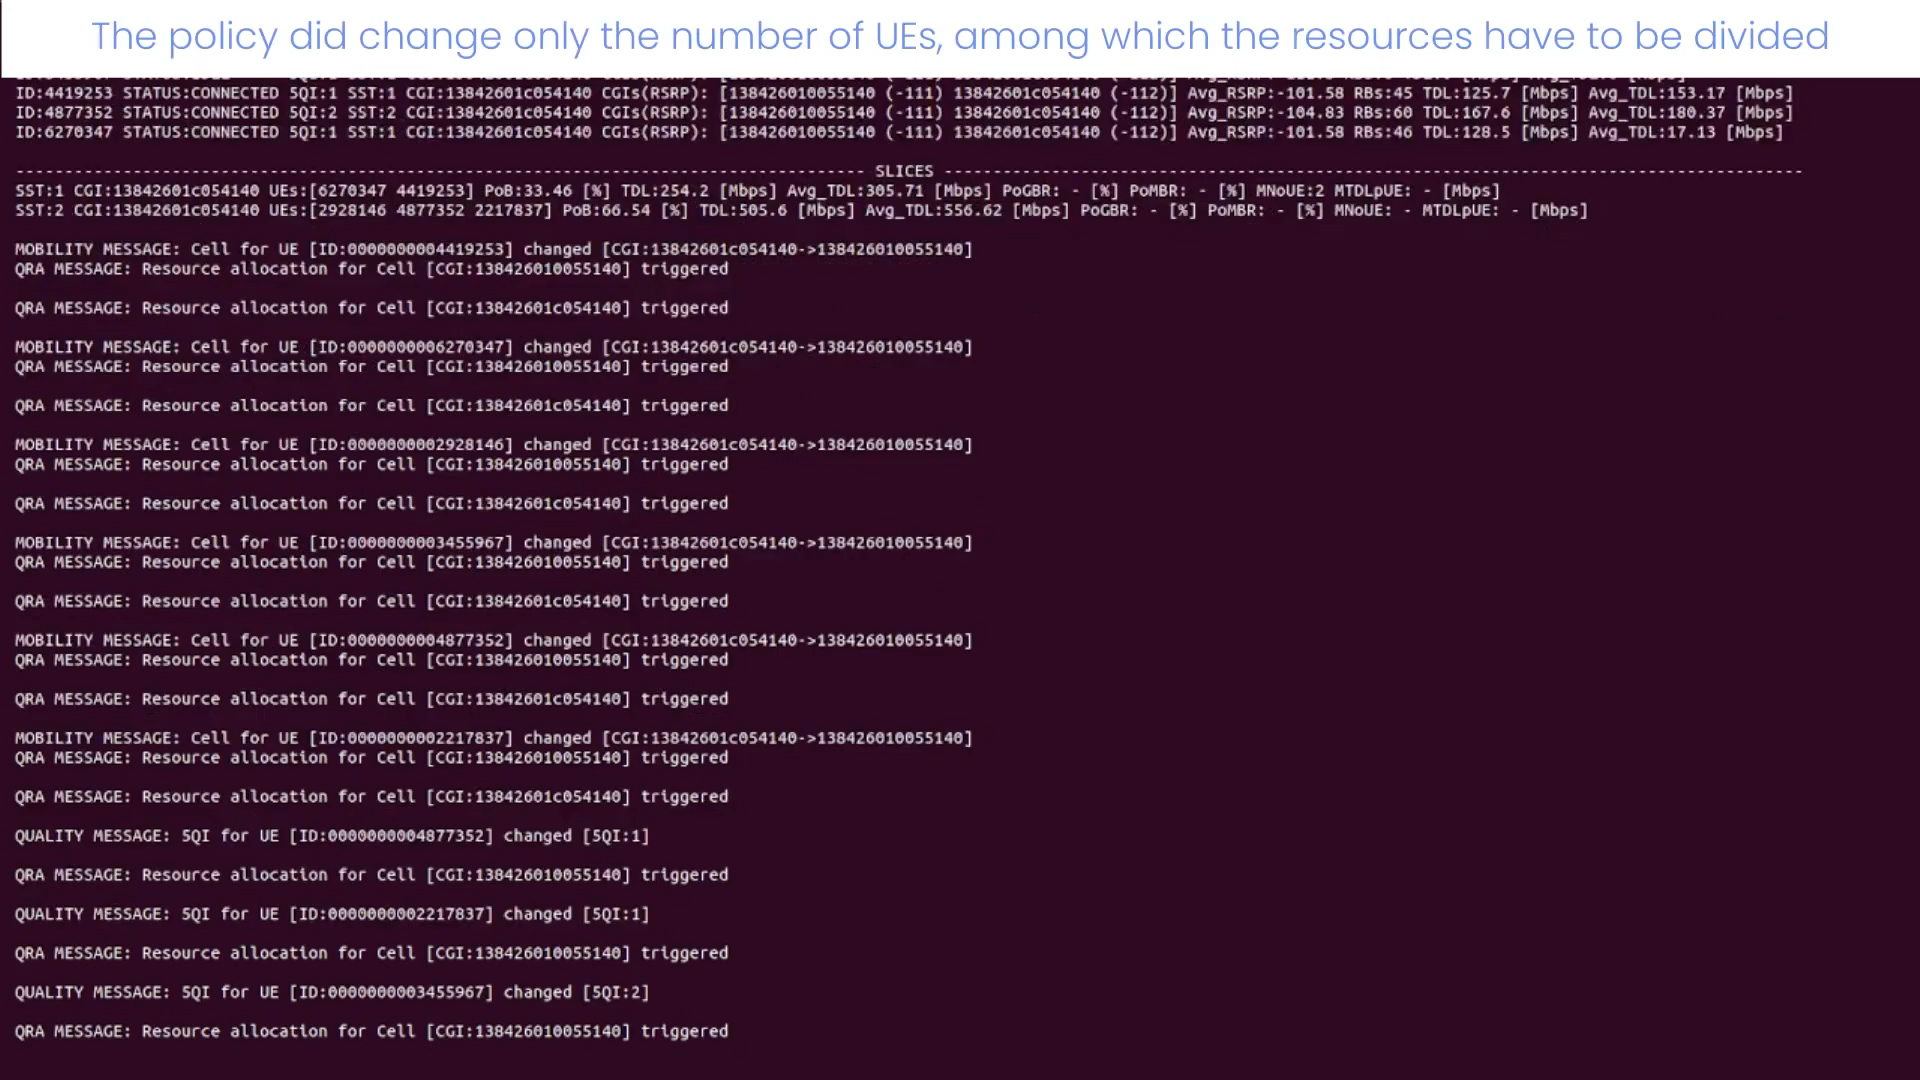 The policy did change only the number of UEs, among which the resources have to be divided
ID:4419253 STATUS:CONNECTED 5QI:1 SST:1 CGI:13842601c054140 CGIs(RSRP): [138426010055140 (-111) 13842601c054140 (-112)] Avg_RSRP:-101.58 RBs:45 TDL:125.7 [Mbps] Avg_TDL:153.17 [Mbps]
ID:4877352 STATUS:CONNECTED 5QI:2 SST:2 CGI:13842601c054140 CGIs(RSRP): [138426010055140 (-111) 13842601c054140 (-112)] Avg_RSRP:-104.83 RBs:60 TDL:167.6 [Mbps] Avg_TDL:180.37 [Mbps]
ID:6270347 STATUS:CONNECTED 5QI:1 SST:1 CGI:13842601c054140 CGIs(RSRP): [138426010055140 (-111) 13842601c054140 (-112)] Avg_RSRP:-101.58 RBs:46 TDL:128.5 [Mbps] Avg_TDL:17.13 [Mbps]
--------------------------------------------------------------------------------------- SLICES ----------------------------------------------------------------------------------------
SST:1 CGI:13842601c054140 UEs:[6270347 4419253] PoB:33.46 [%] TDL:254.2 [Mbps] Avg_TDL:305.71 [Mbps] PoGBR: - [%] PoMBR: - [%] MNoUE:2 MTDLpUE: - [Mbps]
SST:2 CGI:13842601c054140 UEs:[2928146 4877352 2217837] PoB:66.54 [%] TDL:505.6 [Mbps] Avg_TDL:556.62 [Mbps] PoGBR: - [%] PoMBR: - [%] MNoUE: - MTDLpUE: - [Mbps]
MOBILITY MESSAGE: Cell for UE [ID:0000000004419253] changed [CGI:13842601c054140->138426010055140]
QRA MESSAGE: Resource allocation for Cell [CGI:138426010055140] triggered
QRA MESSAGE: Resource allocation for Cell [CGI:13842601c054140] triggered
MOBILITY MESSAGE: Cell for UE [ID:0000000006270347] changed [CGI:13842601c054140->138426010055140]
QRA MESSAGE: Resource allocation for Cell [CGI:138426010055140] triggered
QRA MESSAGE: Resource allocation for Cell [CGI:13842601c054140] triggered
MOBILITY MESSAGE: Cell for UE [ID:0000000002928146] changed [CGI:13842601c054140->138426010055140]
QRA MESSAGE: Resource allocation for Cell [CGI:138426010055140] triggered
QRA MESSAGE: Resource allocation for Cell [CGI:13842601c054140] triggered
MOBILITY MESSAGE: Cell for UE [ID:0000000003455967] changed [CGI:13842601c054140->138426010055140]
QRA MESSAGE: Resource allocation for Cell [CGI:138426010055140] triggered
QRA MESSAGE: Resource allocation for Cell [CGI:13842601c054140] triggered
MOBILITY MESSAGE: Cell for UE [ID:0000000004877352] changed [CGI:13842601c054140->138426010055140]
QRA MESSAGE: Resource allocation for Cell [CGI:138426010055140] triggered
QRA MESSAGE: Resource allocation for Cell [CGI:13842601c054140] triggered
MOBILITY MESSAGE: Cell for UE [ID:0000000002217837] changed [CGI:13842601c054140->138426010055140]
QRA MESSAGE: Resource allocation for Cell [CGI:138426010055140] triggered
QRA MESSAGE: Resource allocation for Cell [CGI:13842601c054140] triggered
QUALITY MESSAGE: 5QI for UE [ID:0000000004877352] changed [5QI:1]
QRA MESSAGE: Resource allocation for Cell [CGI:138426010055140] triggered
QUALITY MESSAGE: 5QI for UE [ID:0000000002217837] changed [5QI:1]
QRA MESSAGE: Resource allocation for Cell [CGI:138426010055140] triggered
QUALITY MESSAGE: 5QI for UE [ID:0000000003455967] changed [5QI:2]
QRA MESSAGE: Resource allocation for Cell [CGI:138426010055140] triggered